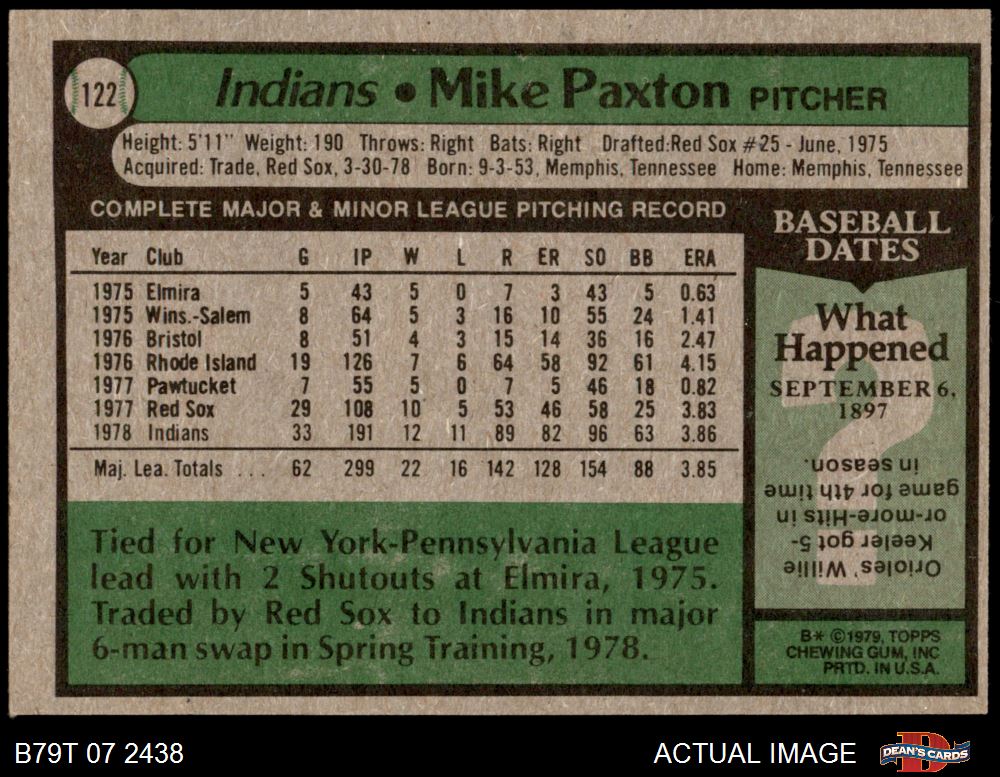 122
Indians • Mike Paxton PITCHER
Height: 5'11" Weight: 190 Throws: Right Bats: Right Drafted:Red Sox #25 - June, 1975
Acquired: Trade, Red Sox, 3-30-78 Born: 9-3-53, Memphis, Tennessee Home: Memphis, Tennessee
COMPLETE MAJOR & MINOR LEAGUE PITCHING RECORD
Year Club G IP W L R ER SO BB ERA
1975 Elmira 5 43 5 0 7 3 43 5 0.63
1975 Wins.-Salem 8 64 5 3 16 10 55 24 1.41
1976 Bristol 8 51 4 3 15 14 36 16 2.47
1976 Rhode Island 19 126 7 6 64 58 92 61 4.15
1977 Pawtucket 7 55 5 0 7 5 46 18 0.82
1977 Red Sox 29 108 10 5 53 46 58 25 3.83
1978 Indians 33 191 12 11 89 82 96 63 3.86
Maj. Lea. Totals ... 62 299 22 16 142 128 154 88 3.85
Tied for New York-Pennsylvania League
lead with 2 Shutouts at Elmira, 1975.
Traded by Red Sox to Indians in major
6-man swap in Spring Training, 1978.
BASEBALL
DATES
What
Happened
SEPTEMBER 6,
1897
?
Orioles' Willie
Keeler got 5-
or-more-Hits in
game for 4th time
in season.
B* ©1979, TOPPS
CHEWING GUM, INC
PRTD. IN U.S.A.
B79T 07 2438
ACTUAL IMAGE
DEAN'S CARDS